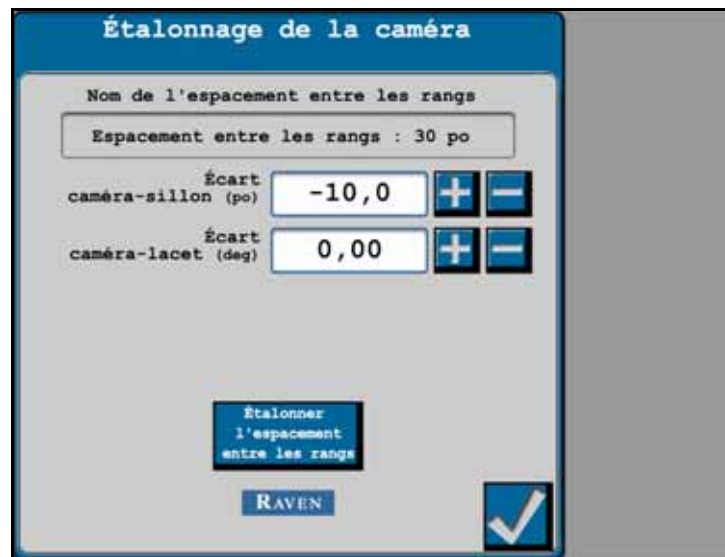 Étalonnage de la caméra
Nom de l'espacement entre les rangs
Espacement entre les rangs : 30 po
Écart
caméra-sillon (po)
-10,0
+ −
Écart
caméra-lacet (deg)
0,00
+ −
Étalonner
l'espacement
entre les rangs
RAVEN